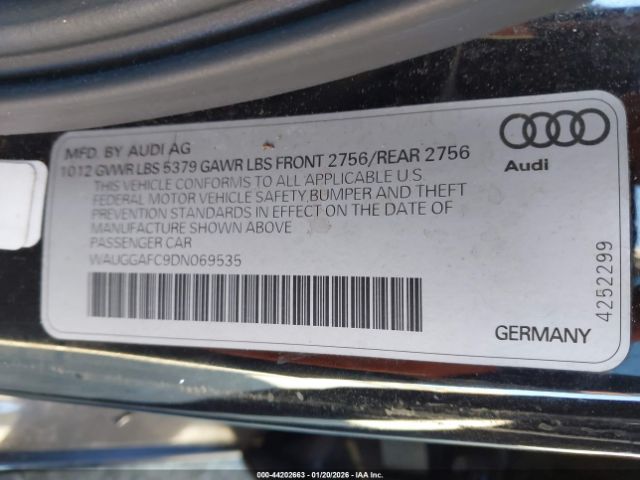 MFD. BY AUDI AG
1012 GVWR LBS 5379 GAWR LBS FRONT 2756/REAR 2756
THIS VEHICLE CONFORMS TO ALL APPLICABLE U.S.
FEDERAL MOTOR VEHICLE SAFETY,BUMPER AND THEFT
PREVENTION STANDARDS IN EFFECT ON THE DATE OF
MANUFACTURE SHOWN ABOVE
PASSENGER CAR
WAUGGAFC9DN069535
Audi
4252299
GERMANY
000-44202663 - 01/20/2026 - IAA Inc.